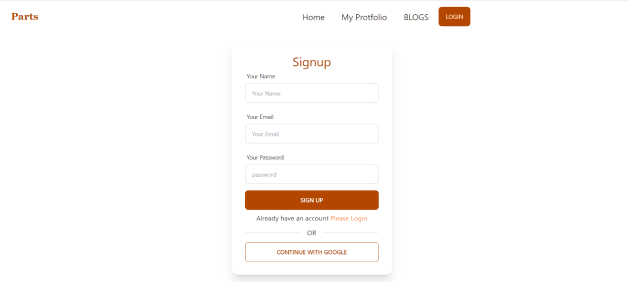 Parts
Home My Protfolio BLOGS LOGIN
Signup
Your Name
Your Name
Your Email
Your Email
Your Password
password
SIGN UP
Already have an account Please Login
OR
CONTINUE WITH GOOGLE